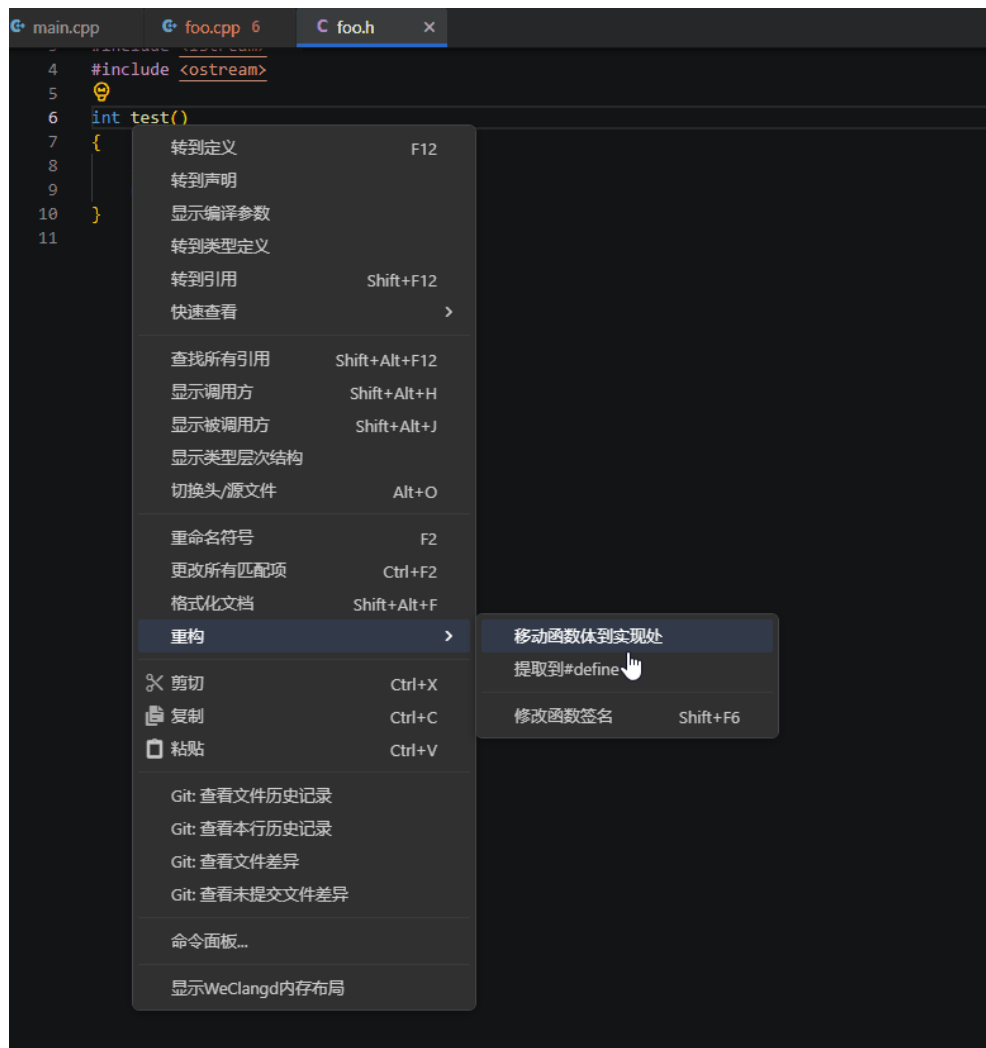 main.cpp foo.cpp 6 foo.h ×
4 #include <ostream>
5
6 int test()
7 {
8
9
10 }
11
转到定义 F12
转到声明
显示编译参数
转到类型定义
转到引用 Shift+F12
快速查看
查找所有引用 Shift+Alt+F12
显示调用方 Shift+Alt+H
显示被调用方 Shift+Alt+J
显示类型层次结构
切换头/源文件 Alt+O
重命名符号 F2
更改所有匹配项 Ctrl+F2
格式化文档 Shift+Alt+F
重构
移动函数体到实现处
提取到#define
修改函数签名 Shift+F6
剪切 Ctrl+X
复制 Ctrl+C
粘贴 Ctrl+V
Git: 查看文件历史记录
Git: 查看本行历史记录
Git: 查看文件差异
Git: 查看未提交文件差异
命令面板...
显示WeClangd内存布局